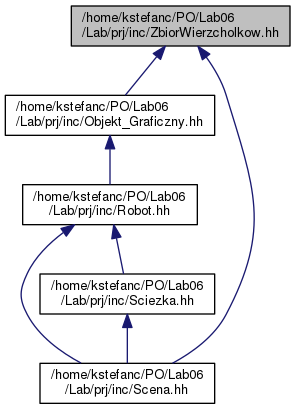 /home/kstefanc/PO/Lab06
/Lab/prj/inc/ZbiorWierzcholkow.hh
/home/kstefanc/PO/Lab06
/Lab/prj/inc/Objekt_Graficzny.hh
/home/kstefanc/PO/Lab06
/Lab/prj/inc/Robot.hh
/home/kstefanc/PO/Lab06
/Lab/prj/inc/Sciezka.hh
/home/kstefanc/PO/Lab06
/Lab/prj/inc/Scena.hh